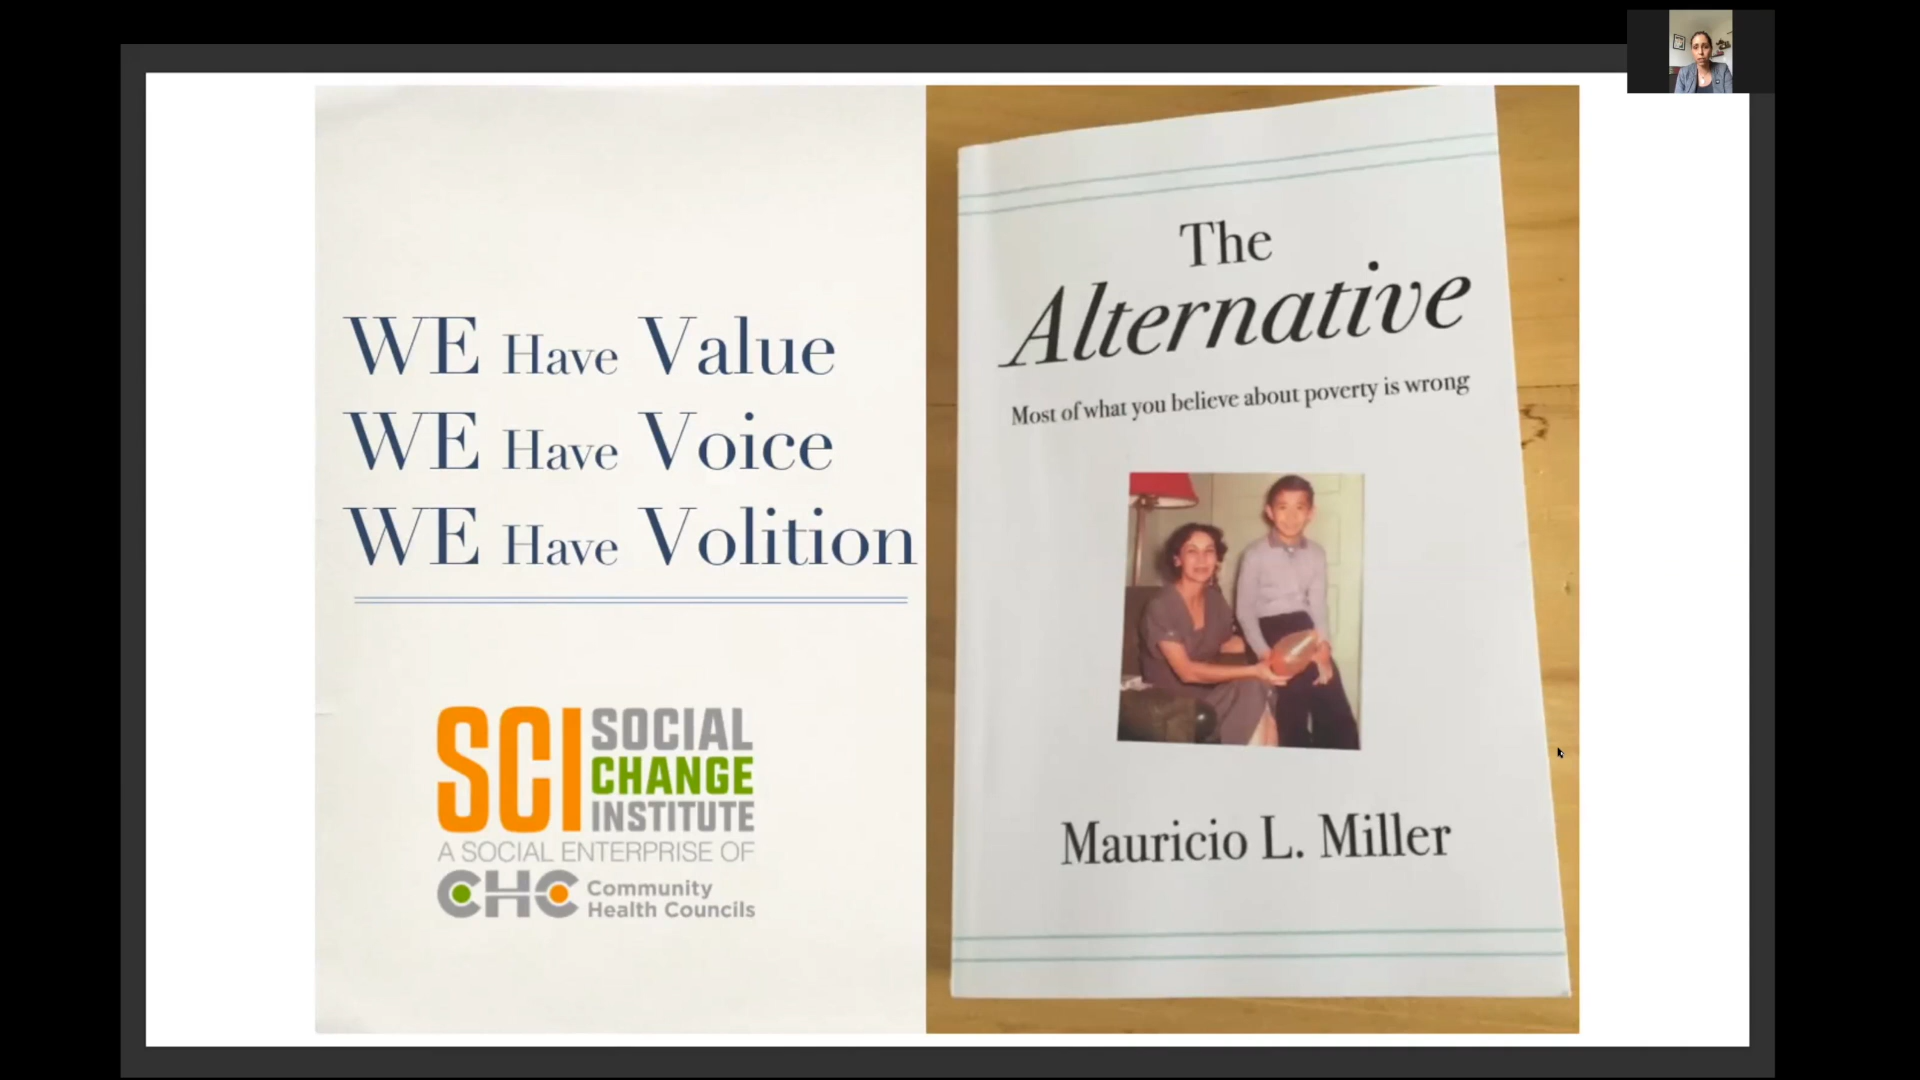 WE Have Value
WE Have Voice
WE Have Volition
SCI SOCIAL
CHANGE
INSTITUTE
A SOCIAL ENTERPRISE OF
CHC Community
Health Councils
The
Alternative
Most of what you believe about poverty is wrong
Mauricio L. Miller